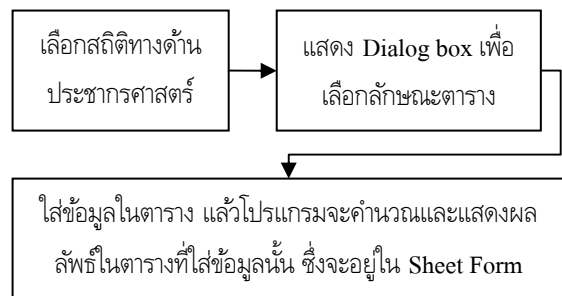 เลือกสถิติทางด้าน
ประชากรศาสตร์
แสดง Dialog box เพื่อ
เลือกลักษณะตาราง
ใส่ข้อมูลในตาราง แล้วโปรแกรมจะคำนวณและแสดงผล
ลัพธ์ในตารางที่ใส่ข้อมูลนั้น ซึ่งจะอยู่ใน Sheet Form